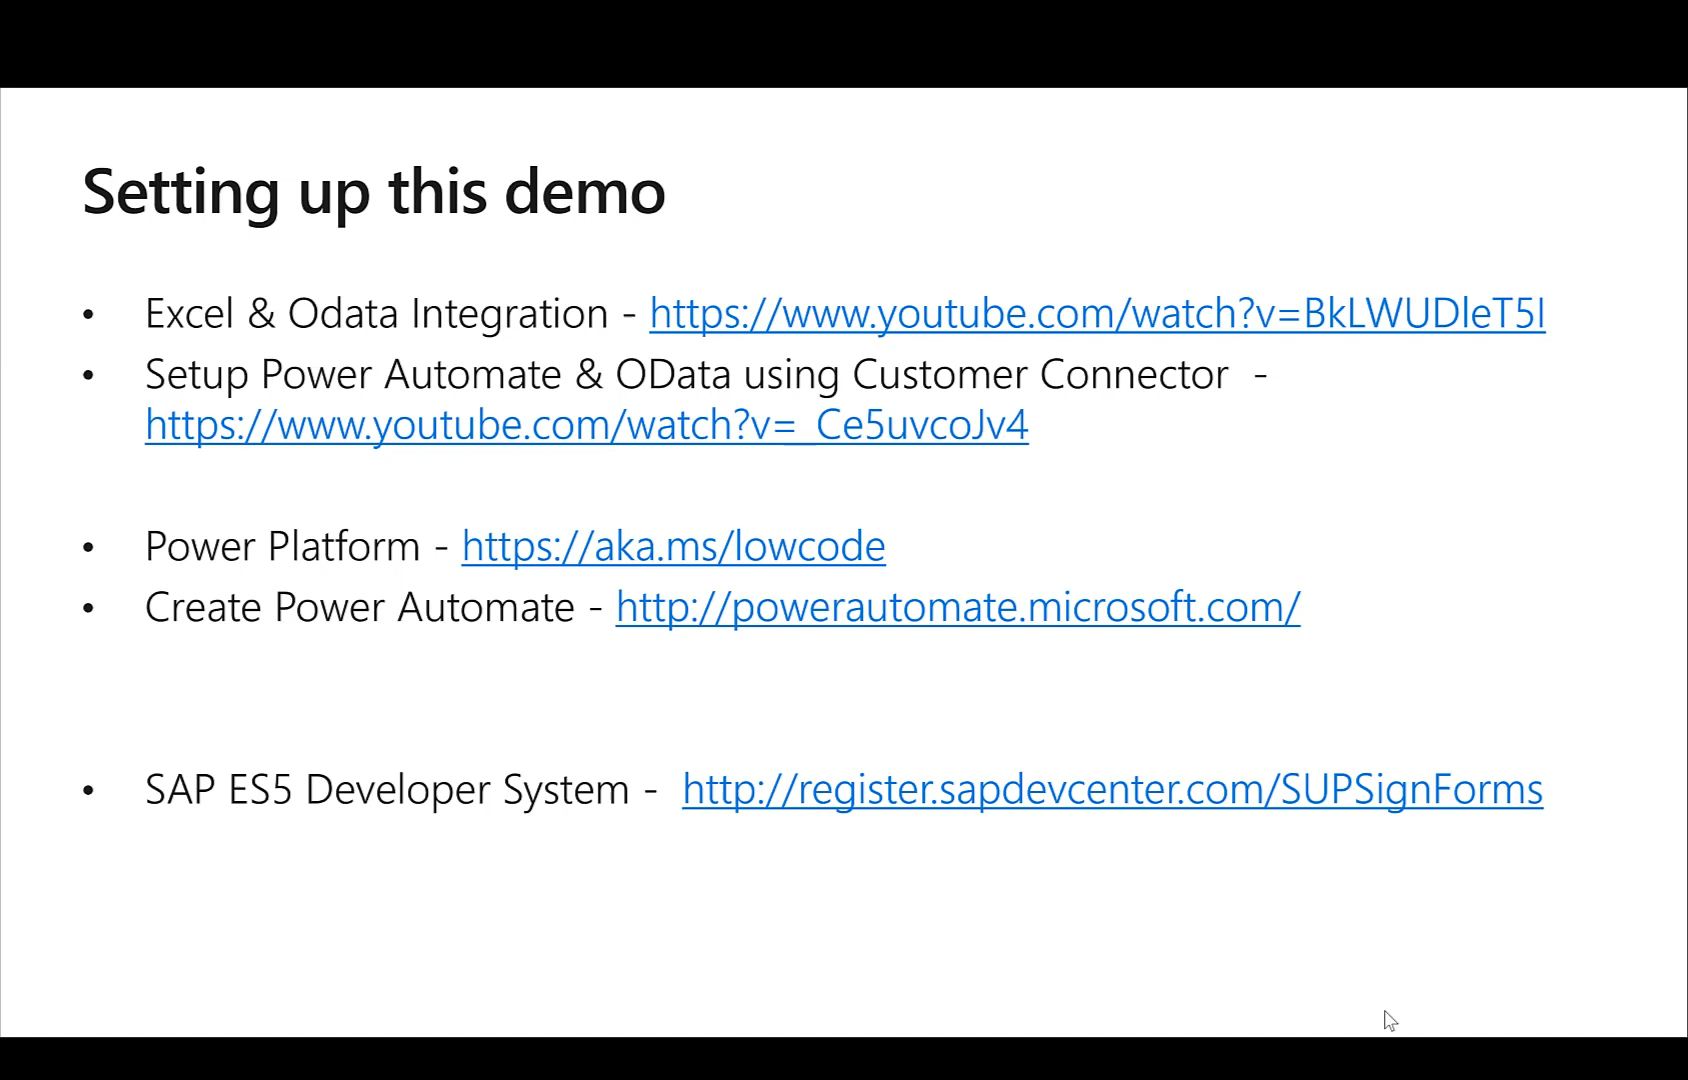 Setting up this demo
• Excel & Odata Integration - https://www.youtube.com/watch?v=BkLWUDleT5I
• Setup Power Automate & OData using Customer Connector -
https://www.youtube.com/watch?v=_Ce5uvcoJv4
• Power Platform - https://aka.ms/lowcode
• Create Power Automate - http://powerautomate.microsoft.com/
• SAP ES5 Developer System - http://register.sapdevcenter.com/SUPSignForms